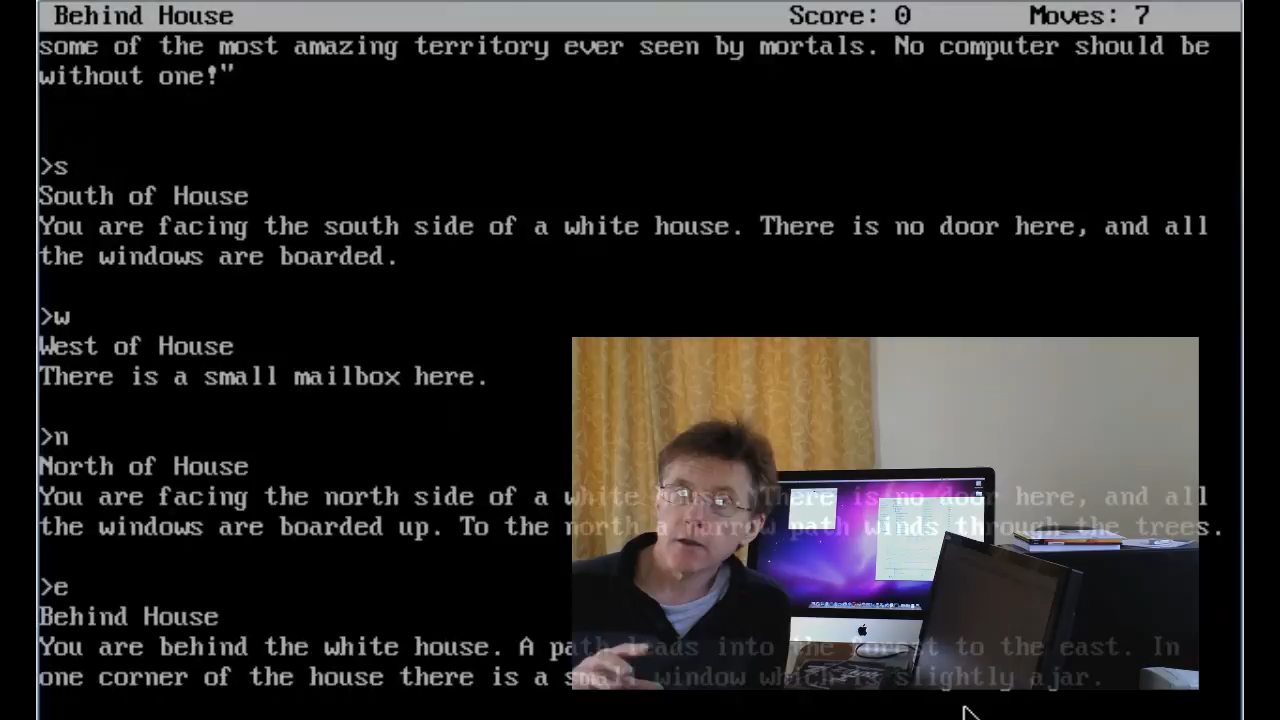 Behind House Score: 0 Moves: 7
some of the most amazing territory ever seen by mortals. No computer should be
without one!"
>s
South of House
You are facing the south side of a white house. There is no door here, and all
the windows are boarded.
>w
West of House
There is a small mailbox here.
>n
North of House
You are facing the north side of a white house. There is no door here, and all
the windows are boarded up. To the north a narrow path winds through the trees.
>e
Behind House
You are behind the white house. A path leads into the forest to the east. In
one corner of the house there is a small window which is slightly ajar.